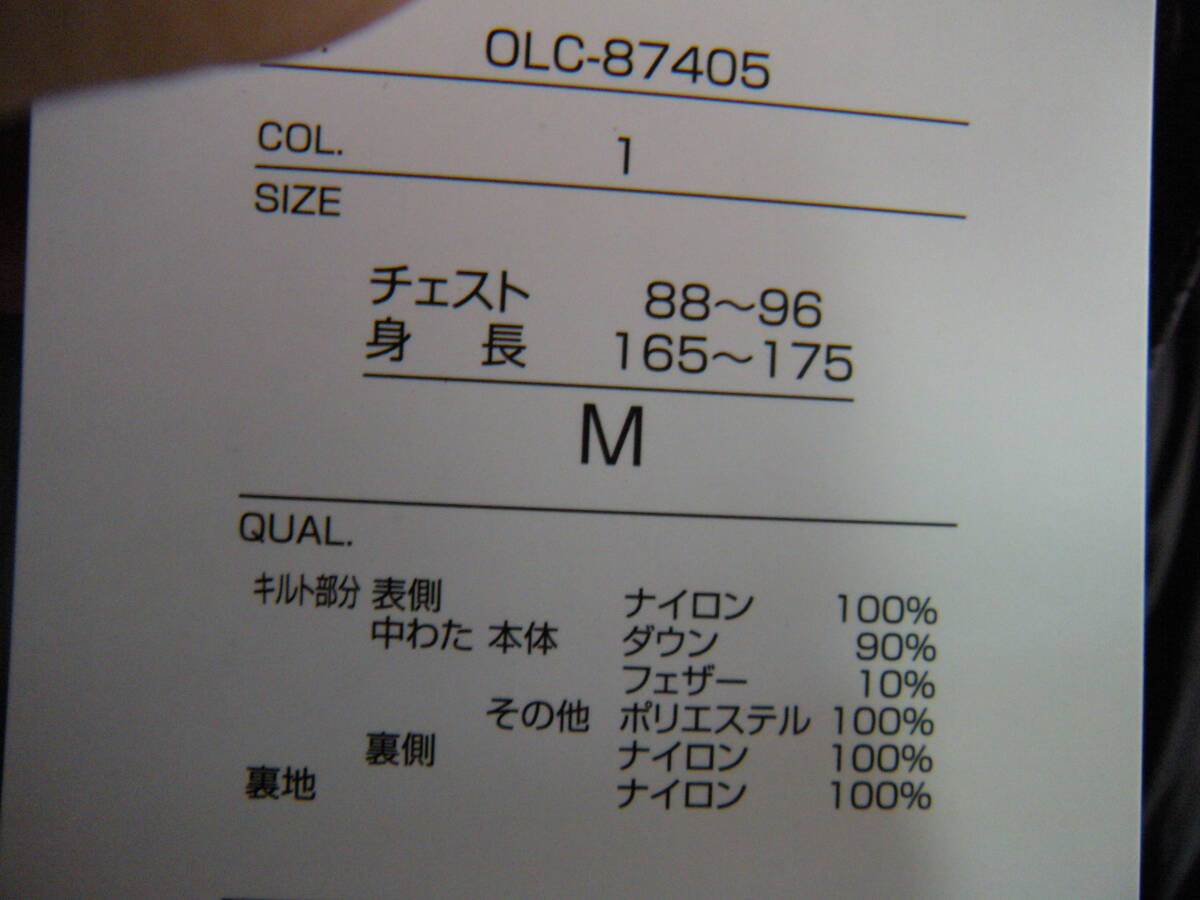 OLC-87405
COL. 1
SIZE
チェスト 88～96
身 長 165～175
M
QUAL.
キルト部分 表側 ナイロン 100%
中わた 本体 ダウン 90%
フェザー 10%
その他 ポリエステル 100%
裏側 ナイロン 100%
裏地 ナイロン 100%